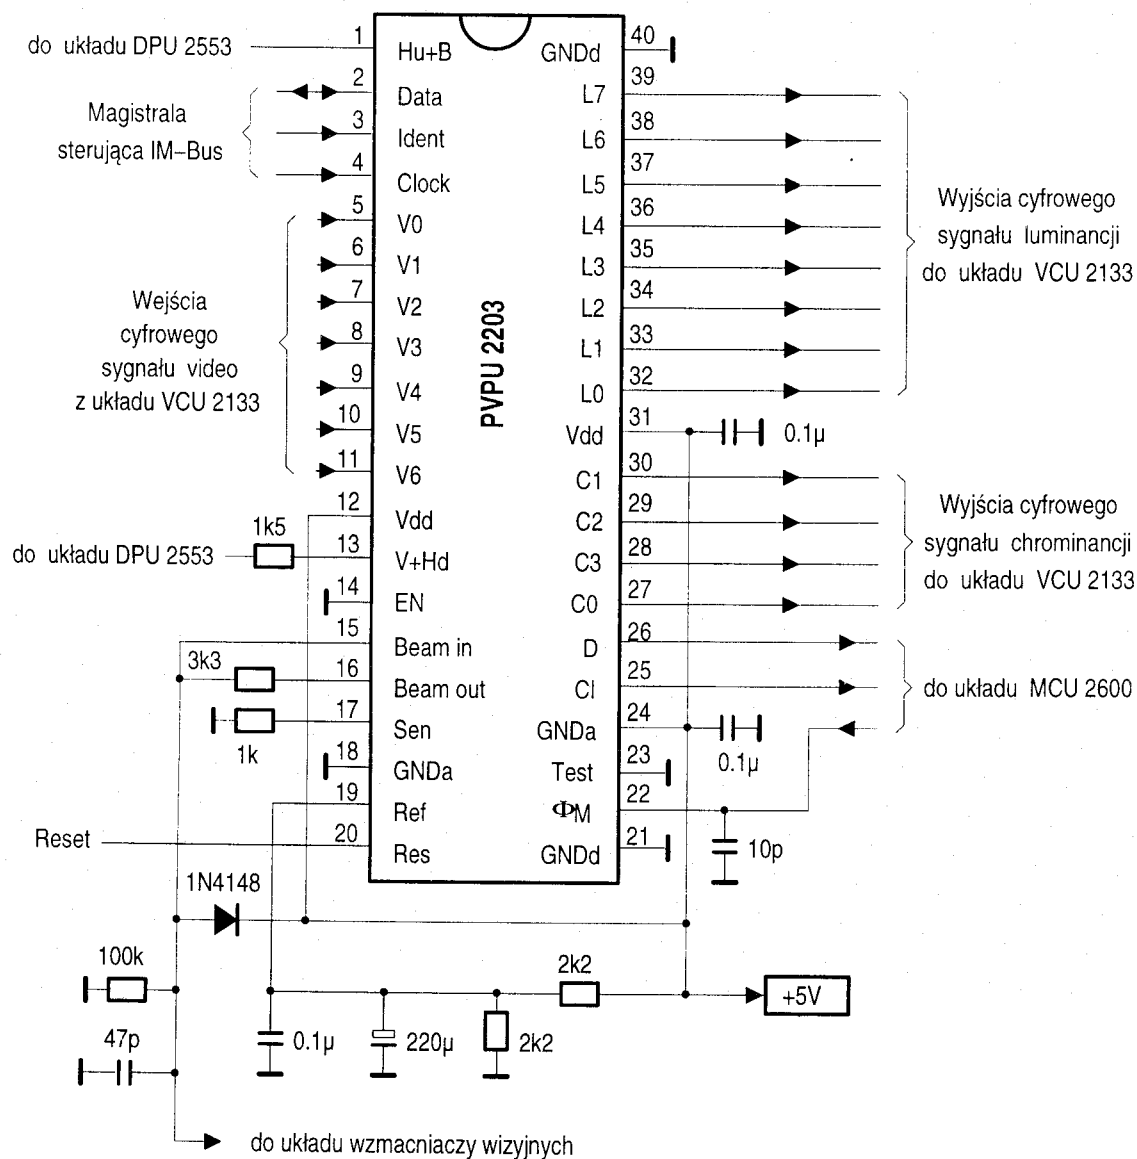 do układu DPU 2553
1
Hu+B
GNDd
40
2
Data
L7
39
Magistrala
sterująca IM–Bus
3
Ident
L6
38
4
Clock
L5
37
5
V0
L4
36
6
V1
L3
35
7
V2
L2
34
8
V3
L1
33
9
V4
L0
32
10
V5
Vdd
31
0.1µ
11
V6
C1
30
12
Vdd
C2
29
13
V+Hd
C3
28
14
EN
C0
27
15
Beam in
D
26
16
Beam out
CI
25
17
Sen
GNDa
24
0.1µ
18
GNDa
Test
23
19
Ref
ΦM
22
20
Res
GNDd
21
PVPU 2203
Wejścia
cyfrowego
sygnału video
z układu VCU 2133
do układu DPU 2553
1k5
3k3
1k
Reset
Wyjścia cyfrowego
sygnału luminancji
do układu VCU 2133
Wyjścia cyfrowego
sygnału chrominancji
do układu VCU 2133
do układu MCU 2600
10p
1N4148
100k
2k2
+5V
47p
0.1µ
220µ
2k2
do układu wzmacniaczy wizyjnych